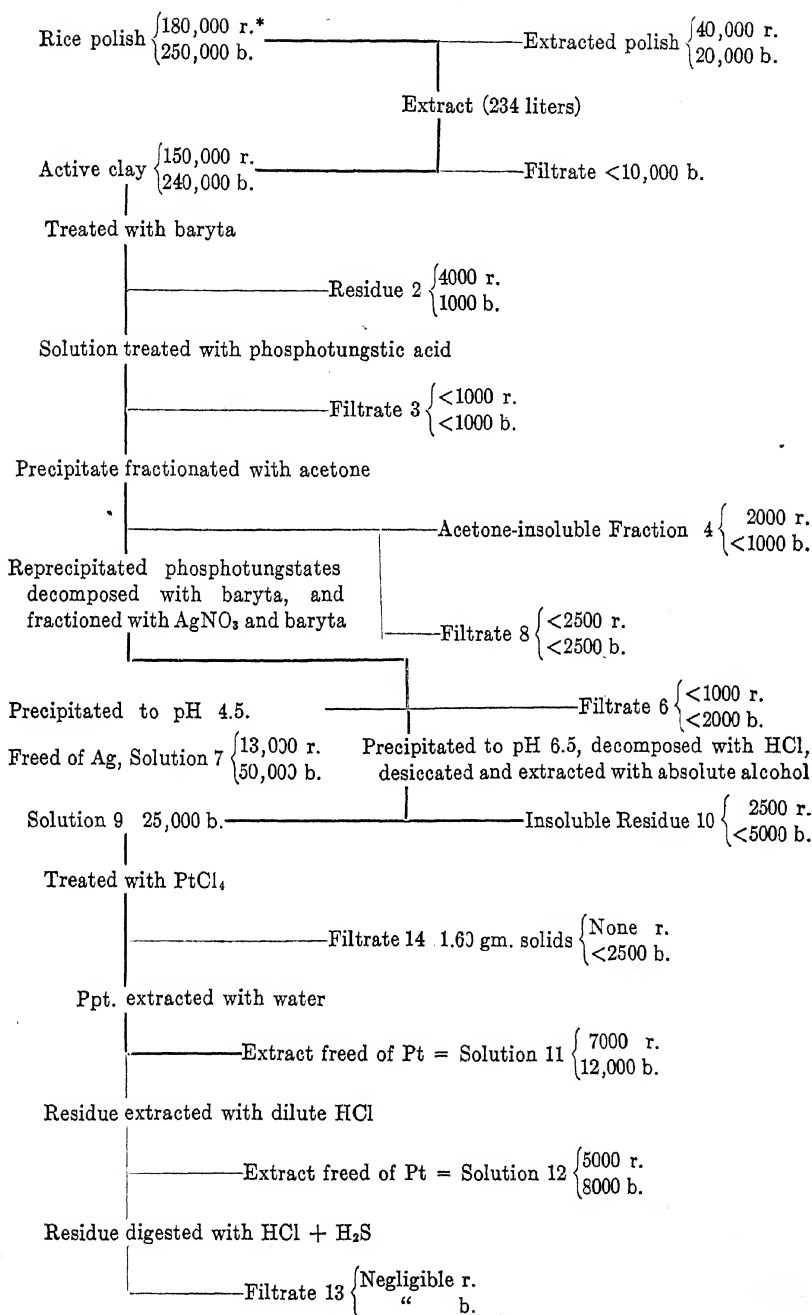 Rice polish {180,000 r.* Extracted polish {40,000 r.
250,000 b. 20,000 b.
Extract (234 liters)
Active clay {150,000 r. Filtrate <10,000 b.
240,000 b.
Treated with baryta
Residue 2 {4000 r.
1000 b.
Solution treated with phosphotungstic acid
Filtrate 3 {<1000 r.
<1000 b.
Precipitate fractionated with acetone
Acetone-insoluble Fraction 4 {2000 r.
<1000 b.
Reprecipitated phosphotungstates
decomposed with baryta, and
fractioned with AgNO₃ and baryta
Filtrate 8 {<2500 r.
<2500 b.
Filtrate 6 {<1000 r.
<2000 b.
Precipitated to pH 4.5.
Freed of Ag, Solution 7 {13,000 r.
50,000 b.
Precipitated to pH 6.5, decomposed with HCl,
desiccated and extracted with absolute alcohol
Solution 9 25,000 b. Insoluble Residue 10 {2500 r.
<5000 b.
Treated with PtCl₄
Filtrate 14 1.60 gm. solids {None r.
<2500 b.
Ppt. extracted with water
Extract freed of Pt = Solution 11 {7000 r.
12,000 b.
Residue extracted with dilute HCl
Extract freed of Pt = Solution 12 {5000 r.
8000 b.
Residue digested with HCl + H₂S
Filtrate 13 {Negligible r.
“ b.